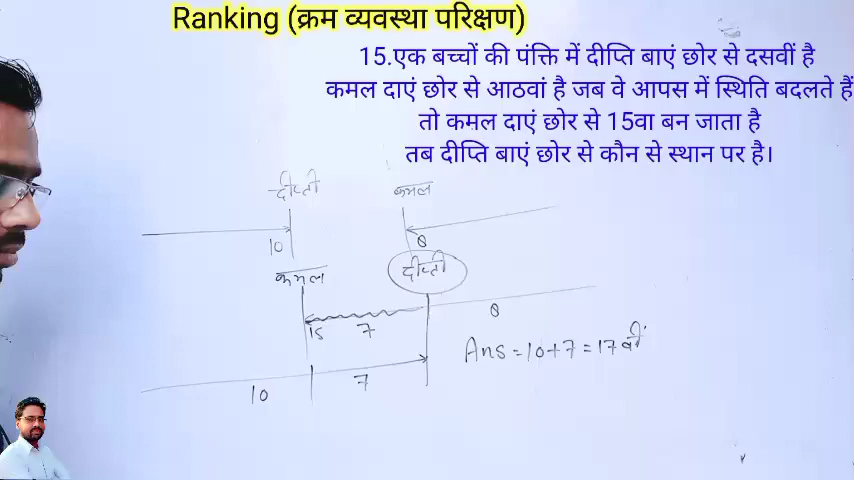 Ranking (क्रम व्यवस्था परिक्षण)
15.एक बच्चों की पंक्ति में दीप्ति बाएं छोर से दसवीं है
कमल दाएं छोर से आठवां है जब वे आपस में स्थिति बदलते हैं
तो कमल दाएं छोर से 15वा बन जाता है
तब दीप्ति बाएं छोर से कौन से स्थान पर है।
दीप्ती कमल
10 8
कमल दीप्ती
15 7 8
Ans = 10+7 = 17वीं
10 7